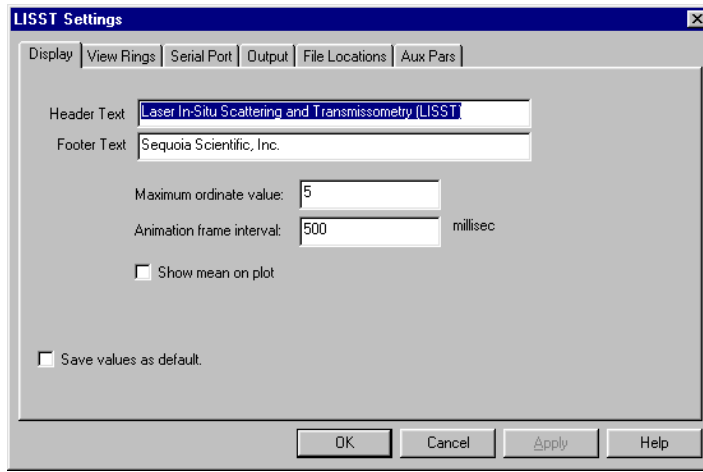 LISST Settings
Display View Rings Serial Port Output File Locations Aux Pars
Header Text Laser In-Situ Scattering and Transmissometry (LISST)
Footer Text Sequoia Scientific, Inc.
Maximum ordinate value: 5
Animation frame interval: 500 millisec
Show mean on plot
Save values as default.
OK Cancel Apply Help